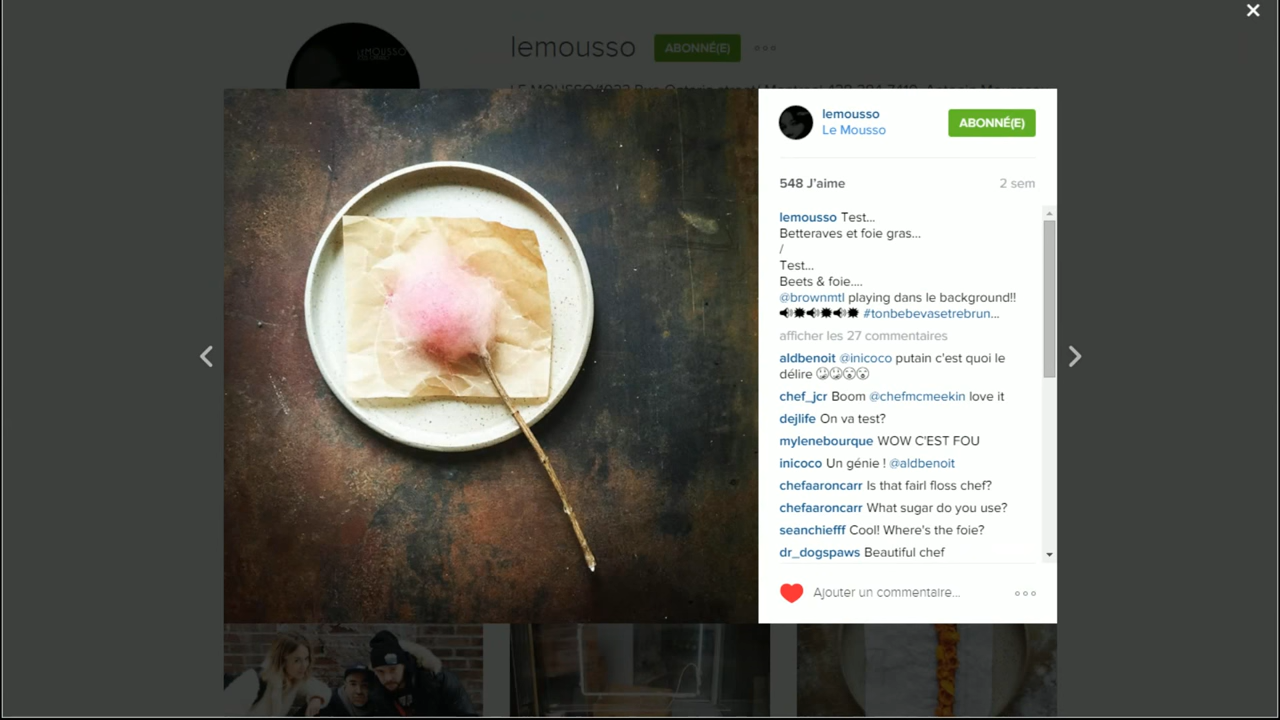 lemousso ABONNÉ(E)
lemousso ABONNÉ(E)
Le Mousso
548 J'aime 2 sem
lemousso Test...
Betteraves et foie gras...
/
Test...
Beets & foie....
@brownmtl playing dans le background!!
#tonbebevasetrebrun...
afficher les 27 commentaires
aldbenoit @inicoco putain c'est quoi le
délire
chef_jcr Boom @chefmcmeekin love it
dejlife On va test?
mylenebourque WOW C'EST FOU
inicoco Un génie ! @aldbenoit
chefaaroncarr Is that fairl floss chef?
chefaaroncarr What sugar do you use?
seanchiefff Cool! Where's the foie?
dr_dogspaws Beautiful chef
Ajouter un commentaire...